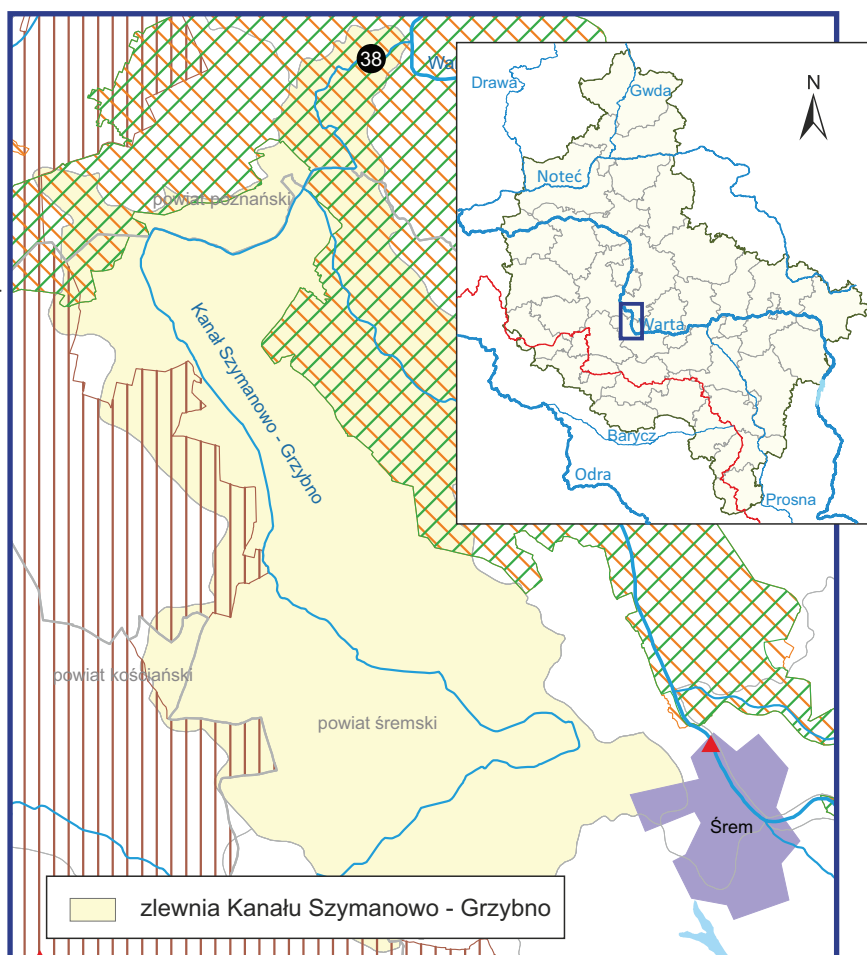 38
Wa
Drawa
Gwda
N
Noteć
powiat poznański
Kanał Szymanowo - Grzybno
Warta
Barycz
Odra
Prosna
powiat kościański
powiat śremski
Śrem
zlewnia Kanału Szymanowo - Grzybno